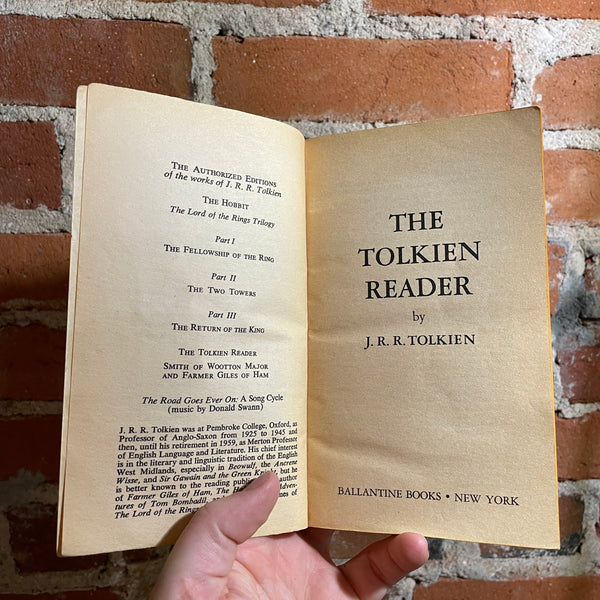 The Authorized Editions
of the works of J. R. R. Tolkien
The Hobbit
The Lord of the Rings Trilogy
Part I
The Fellowship of the Ring
Part II
The Two Towers
Part III
The Return of the King
The Tolkien Reader
Smith of Wootton Major
and Farmer Giles of Ham
The Road Goes Ever On: A Song Cycle
(music by Donald Swann)
J. R. R. Tolkien was at Pembroke College, Oxford, as
Professor of Anglo-Saxon from 1925 to 1945 and
then, until his retirement in 1959, as Merton Professor
of English Language and Literature. His chief interest
is in the literary and linguistic tradition of the English
West Midlands, especially in Beowulf, the Ancrene
Wisse, and Sir Gawain and the Green Knight, but he
is better known to the reading author
of Farmer Giles of Ham, The
tures of Tom Bombadil, of
The Lord of the
THE
TOLKIEN
READER
by
J. R. R. TOLKIEN
BALLANTINE BOOKS • NEW YORK